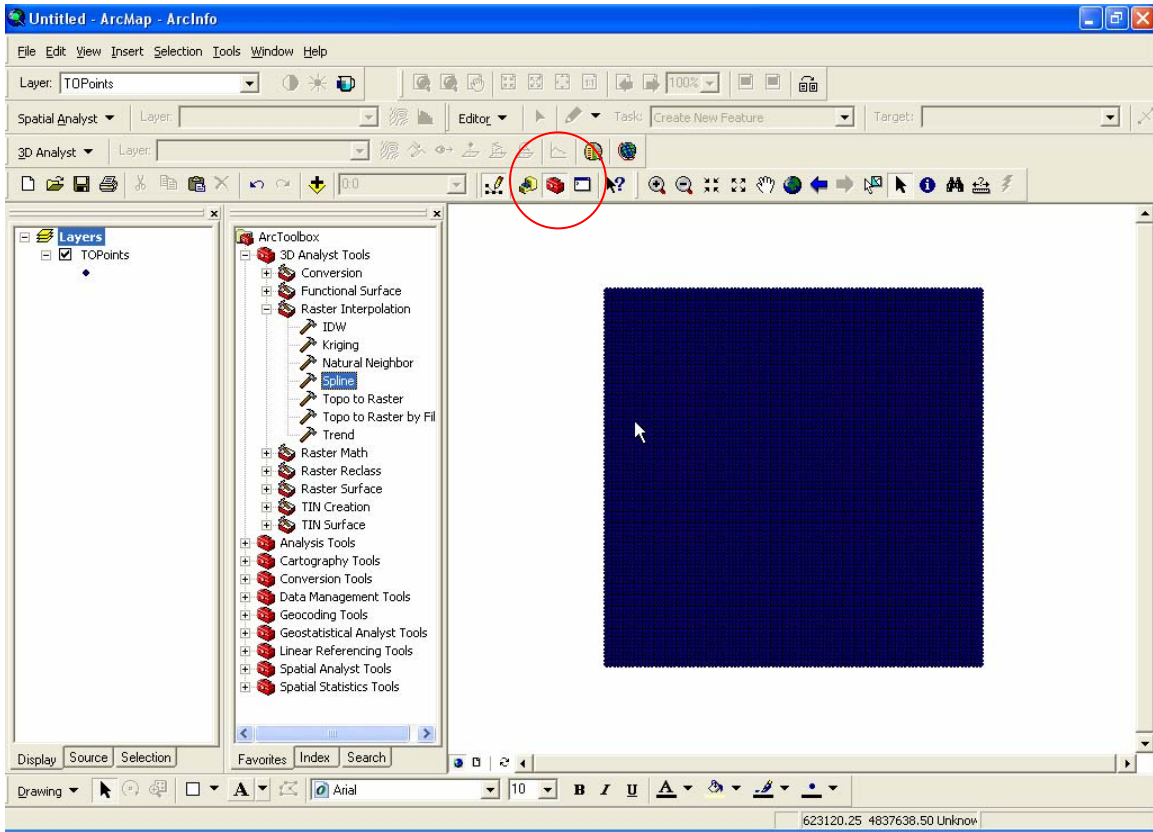 Untitled - ArcMap - ArcInfo
File Edit View Insert Selection Tools Window Help
Layer: TOPoints 1:1 100%
Spatial Analyst Layer: Editor Task: Create New Feature Target:
3D Analyst Layer:
0:0
Layers
TOPoints
ArcToolbox
3D Analyst Tools
Conversion
Functional Surface
Raster Interpolation
IDW
Kriging
Natural Neighbor
Spline
Topo to Raster
Topo to Raster by Fil
Trend
Raster Math
Raster Reclass
Raster Surface
TIN Creation
TIN Surface
Analysis Tools
Cartography Tools
Conversion Tools
Data Management Tools
Geocoding Tools
Geostatistical Analyst Tools
Linear Referencing Tools
Spatial Analyst Tools
Spatial Statistics Tools
Display Source Selection
Favorites Index Search
Drawing A Arial 10 B I U A
623120.25 4837638.50 Unknow